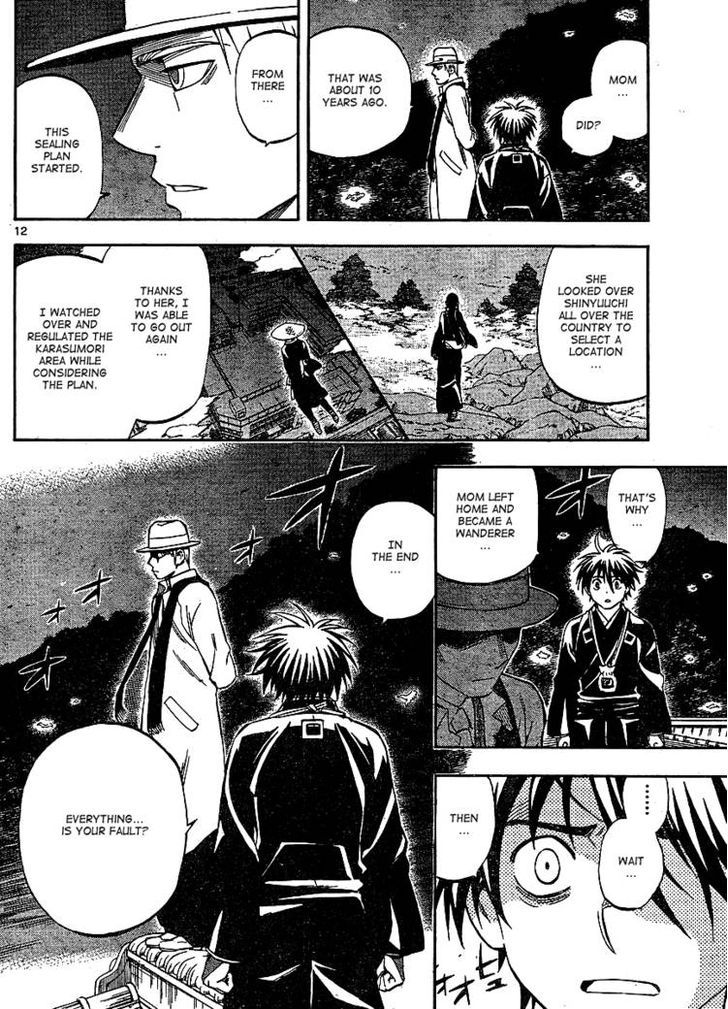 MOM
...
DID?
THAT WAS
ABOUT 10
YEARS AGO.
FROM
THERE
...
THIS
SEALING
PLAN
STARTED.
12
SHE
LOOKED OVER
SHINYUUCHI
ALL OVER THE
COUNTRY TO
SELECT A
LOCATION
...
THANKS
TO HER, I
WAS ABLE
TO GO OUT
AGAIN
...
I WATCHED
OVER AND
REGULATED THE
KARASUMORI
AREA WHILE
CONSIDERING
THE PLAN.
THAT'S
WHY
...
MOM LEFT
HOME AND
BECAME A
WANDERER
...
......
WAIT
...
THEN
...
IN
THE END
...
EVERYTHING...
IS YOUR FAULT?